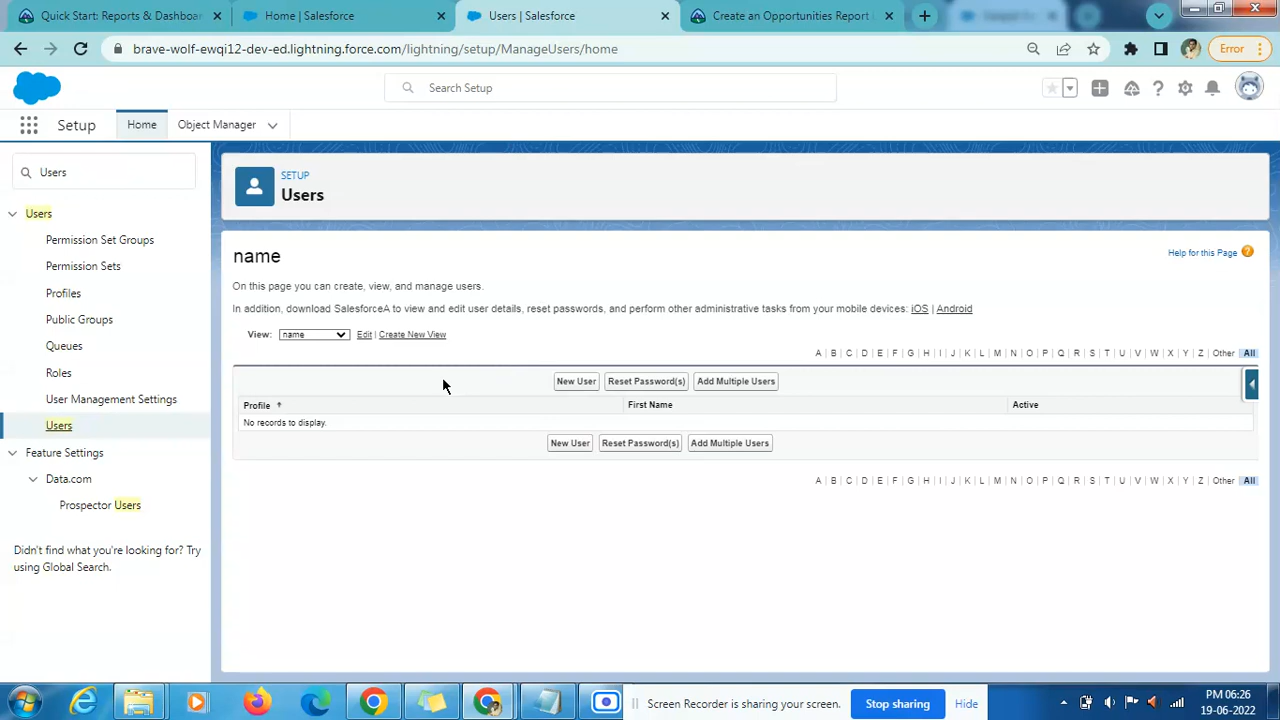 Quick Start: Reports & Dashboar
Home | Salesforce
Users | Salesforce
Create an Opportunities Report
brave-wolf-ewqi12-dev-ed.lightning.force.com/lightning/setup/ManageUsers/home
Error
Search Setup
Setup
Home
Object Manager
Users
SETUP
Users
Users
Permission Set Groups
Permission Sets
Profiles
Public Groups
Queues
Roles
User Management Settings
Users
Feature Settings
Data.com
Prospector Users
Didn't find what you're looking for? Try
using Global Search.
name
Help for this Page
On this page you can create, view, and manage users.
In addition, download SalesforceA to view and edit user details, reset passwords, and perform other administrative tasks from your mobile devices: iOS | Android
View: name Edit | Create New View
A B C D E F G H I J K L M N O P Q R S T U V W X Y Z Other All
New User Reset Password(s) Add Multiple Users
Profile First Name Active
No records to display.
New User Reset Password(s) Add Multiple Users
A B C D E F G H I J K L M N O P Q R S T U V W X Y Z Other All
Screen Recorder is sharing your screen. Stop sharing Hide
PM 06:26
19-06-2022